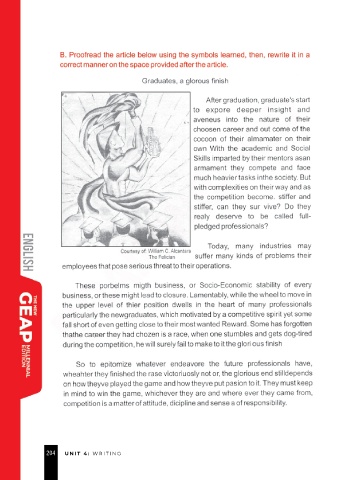 B. Proofread the article below using the symbols learned, then, rewrite it in a
correct manner on the space provided after the article.
Graduates, a glorous finish
After graduation, graduate's start
to expore deeper insight and
aveneus into the nature of their
choosen career and out come of the
cocoon of their almamater on their
own With the academic and Social
Skills imparted by their mentors asan
armament they compete and face
much heavier tasks inthe society. But
with complexities on their way and as
the competition become. stiffer and
stiffer, can they sur vive? Do they
realy deserve to be called full-
pledged professionals?
Courtesy of: William C. Alcantara
The Folician
Today, many industries may
suffer many kinds of problems their
employees that pose serious threat to their operations.
These porbelms migth business, or Socio-Economic stability of every
business, or these might lead to closure. Lamentably, while the wheel to move in
the upper level of thier position dwells in the heart of many professionals
particularly the newgraduates, which motivated by a competitive spirit yet some
fall short of even getting close to their most wanted Reward. Some has forgotten
thathe career they had chozen is a race, when one stumbles and gets dog-tired
during the competition, he will surely fail to make to it the glori ous finish
So to epitomize whatever endeavore the future professionals have,
wheahter they finished the rase victoriuosly not or, the glorious end stilldepends
on how theyve played the game and how theyve put pasion to it. They must keep
in mind to win the game, whichever they are and where ever they came from,
competition is a matter of attitude, dicipline and sense a of responsibility.
ENGLISH
THE NEW
GEAP
MILLENNIAL
EDITION
204 UNIT 4: WRITING